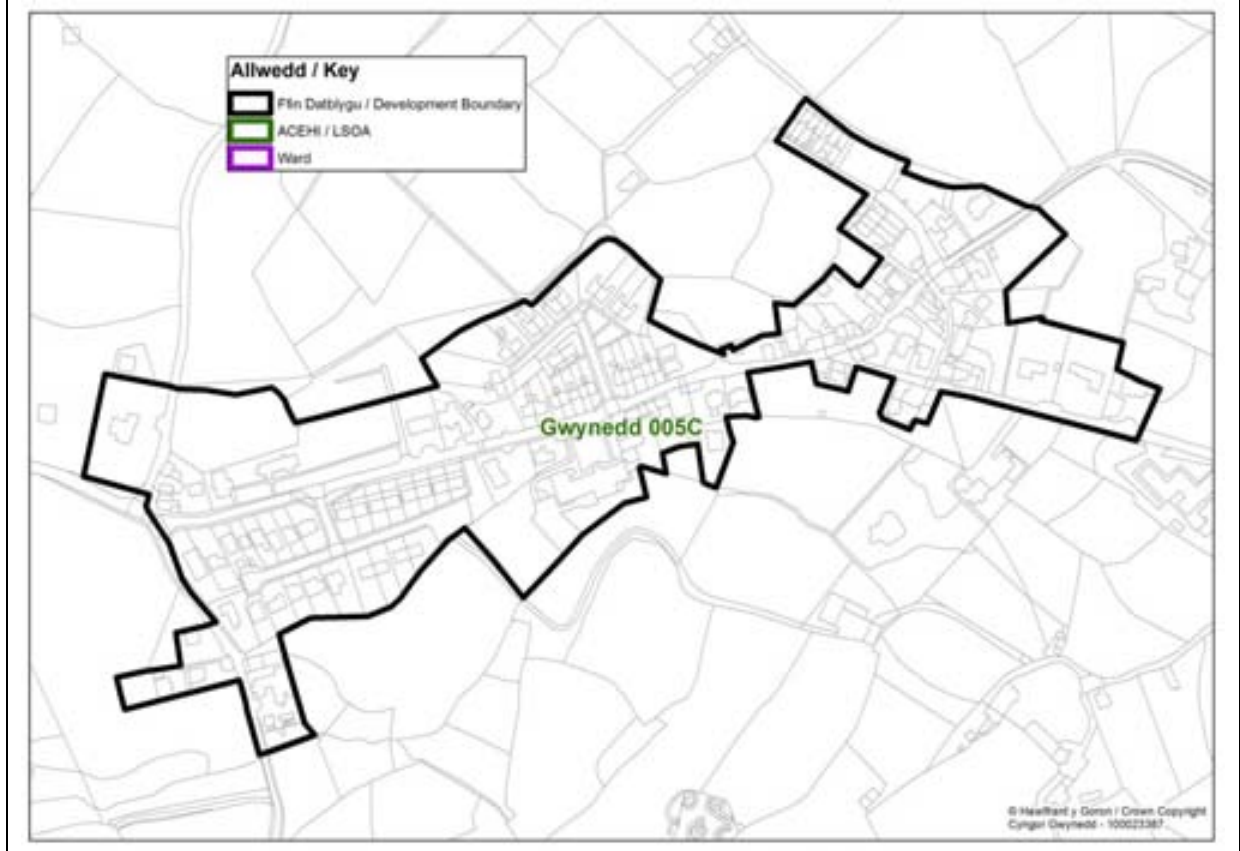 Allwedd / Key
Ffin Datblygu / Development Boundary
ACEHI / LSOA
Ward
Gwynedd 005C
© Hawlfraint y Goron / Crown Copyright
Cyngor Gwynedd - 100023387